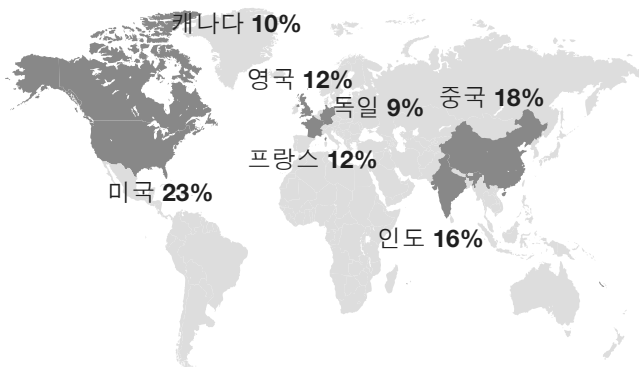 캐나다 10%
영국 12%
독일 9%
중국 18%
프랑스 12%
미국 23%
인도 16%